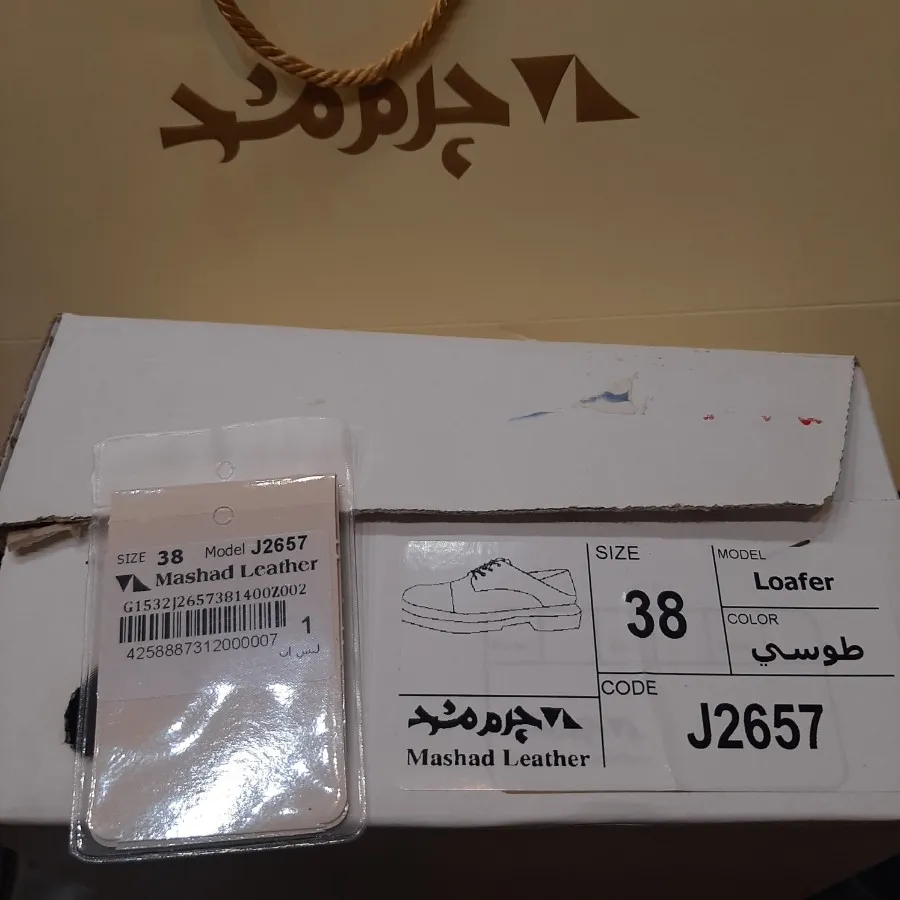 چرم مشهد
SIZE 38 Model J2657
Mashad Leather
G1532J2657381400Z002
1
4258887312000007
SIZE
38
MODEL
Loafer
COLOR
طوسي
CODE
J2657
چرم مشهد
Mashad Leather